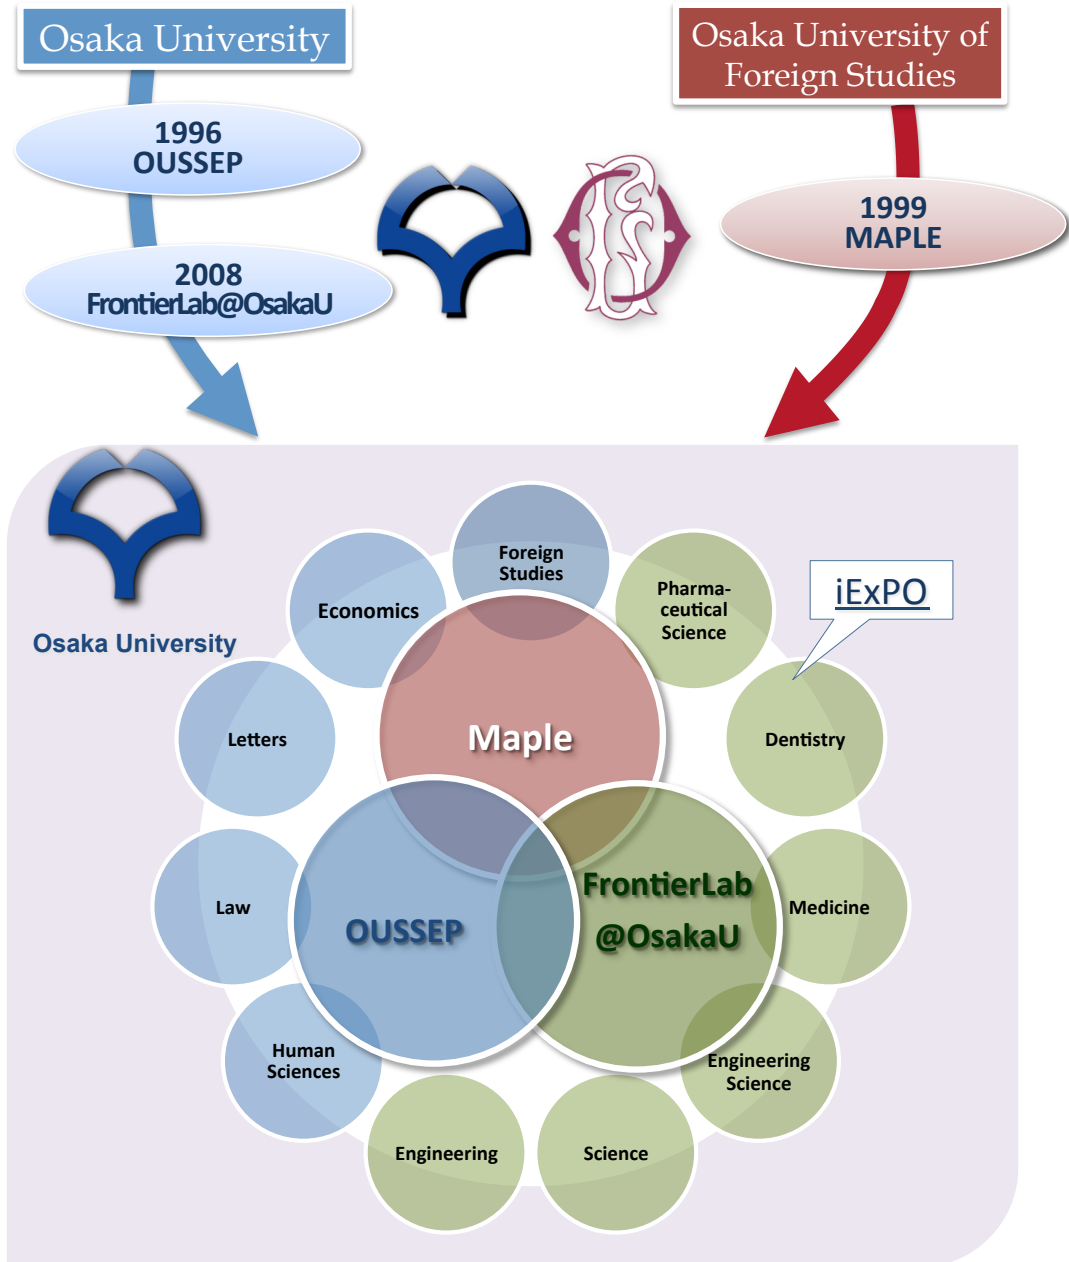 Osaka University
Osaka University of
Foreign Studies
1996
OUSSEP
1999
MAPLE
2008
FrontierLab@OsakaU
Osaka University
Foreign
Studies
Economics
Pharma-
ceutical
Science
iExPO
Letters
Maple
Dentistry
Law
OUSSEP
FrontierLab
@OsakaU
Medicine
Human
Sciences
Engineering
Science
Engineering
Science